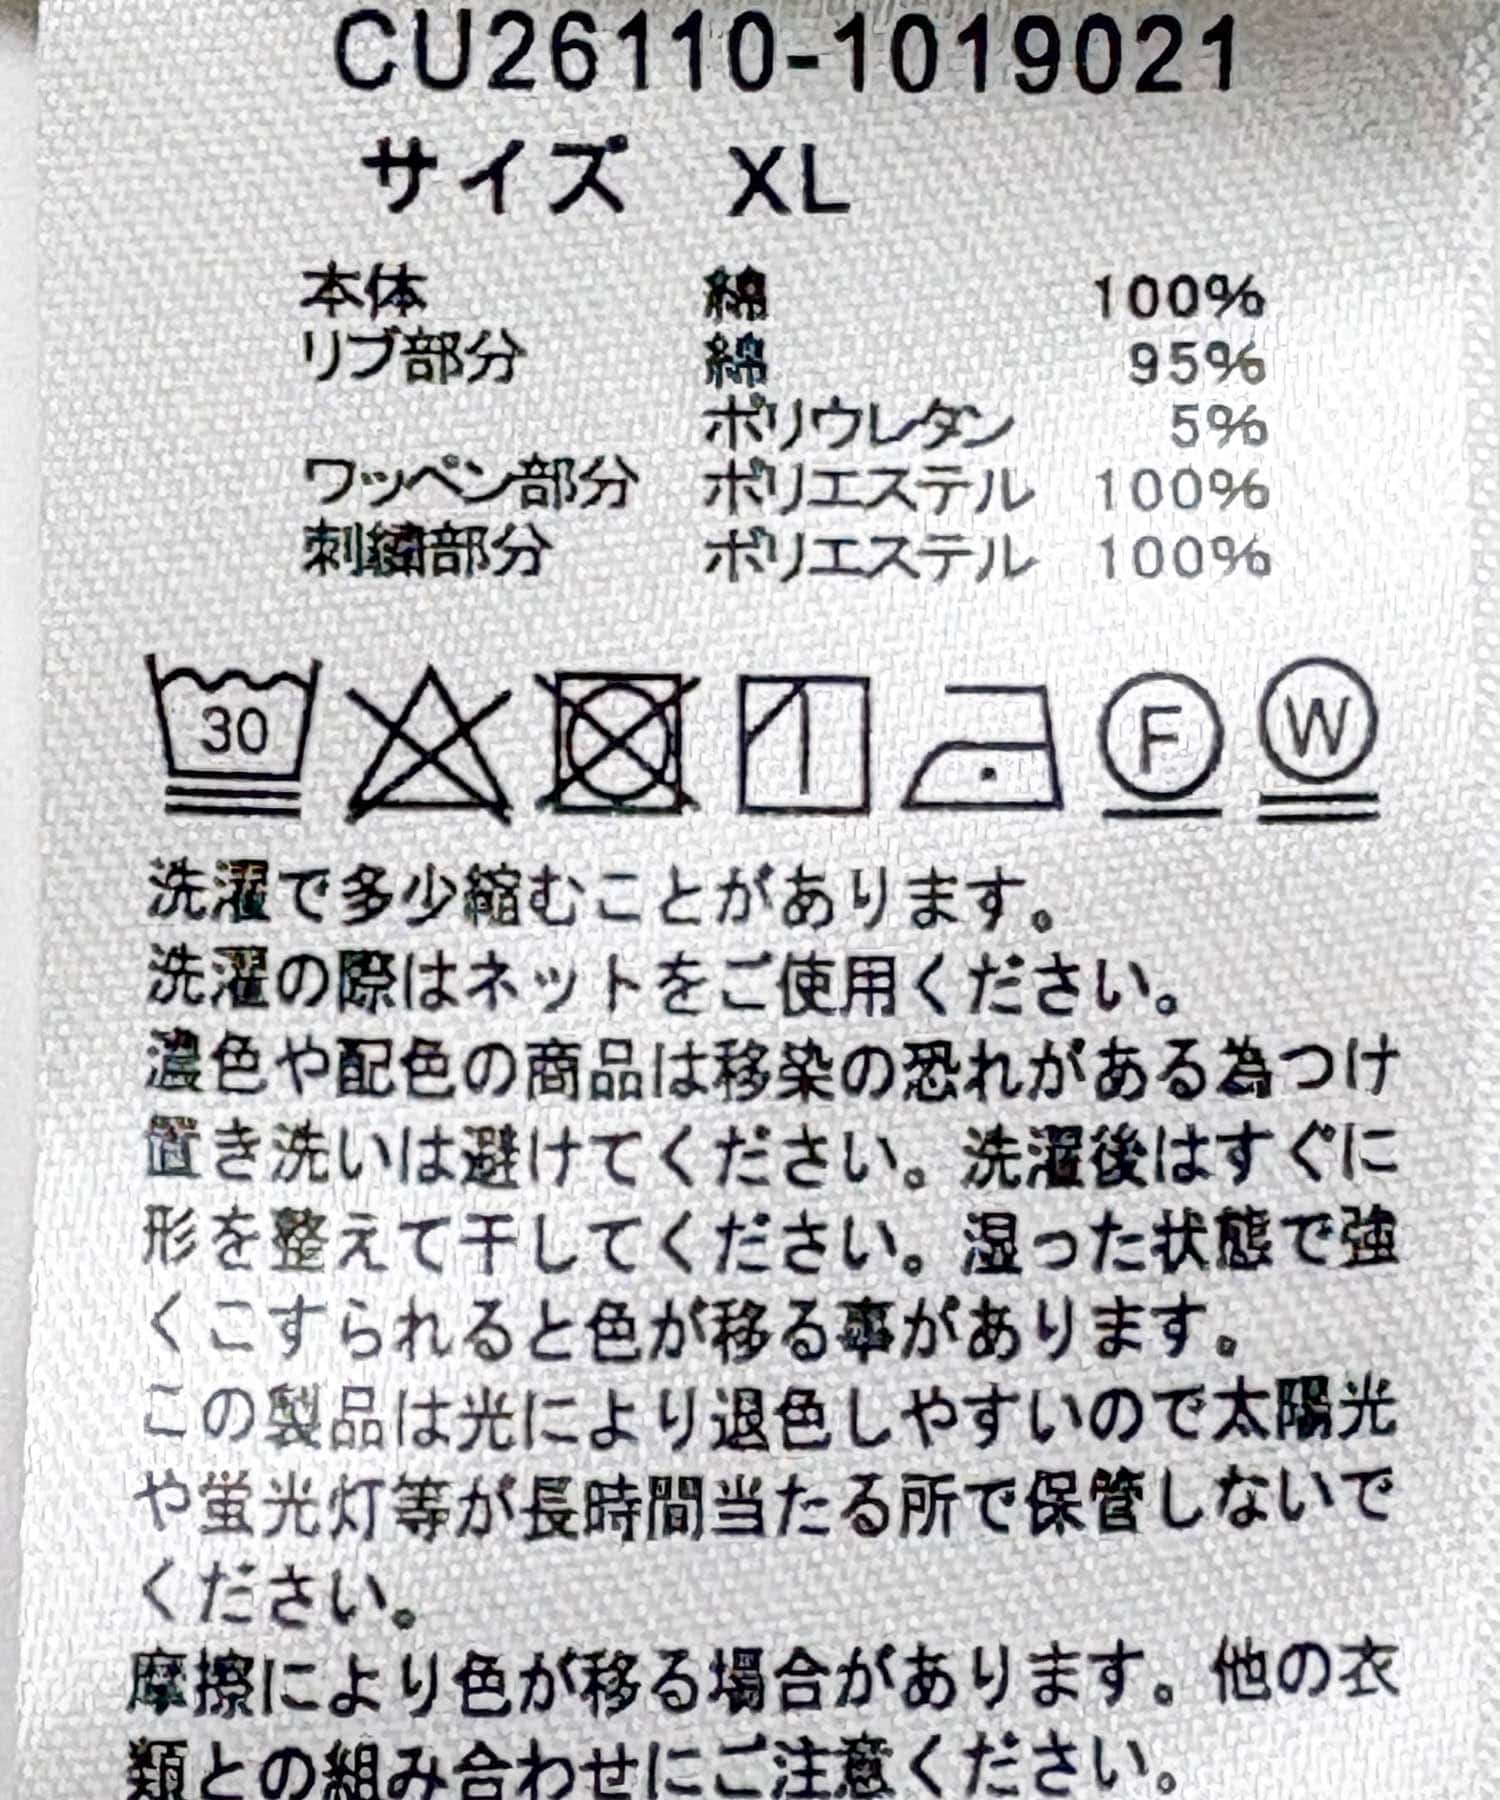 CU26110-1019021
サイズ XL
本体 綿 100%
リブ部分 綿 95%
ポリウレタン 5%
ワッペン部分 ポリエステル 100%
刺繍部分 ポリエステル 100%
30 F W
洗濯で多少縮むことがあります。
洗濯の際はネットをご使用ください。
濃色や配色の商品は移染の恐れがある為つけ
置き洗いは避けてください。洗濯後はすぐに
形を整えて干してください。湿った状態で強
くこすられると色が移る事があります。
この製品は光により退色しやすいので太陽光
や蛍光灯等が長時間当たる所で保管しないで
ください。
摩擦により色が移る場合があります。他の衣
類との組み合わせにご注意ください。